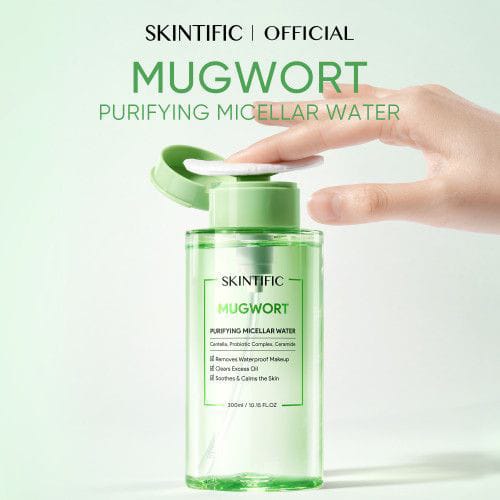 SKINTIFIC | OFFICIAL
MUGWORT
PURIFYING MICELLAR WATER
SKINTIFIC
MUGWORT
PURIFYING MICELLAR WATER
Centella, Probiotic Complex, Ceramide
☑ Removes Waterproof Makeup
☑ Clears Excess Oil
☑ Soothes & Calms the Skin
300ml / 10.15 FL.OZ